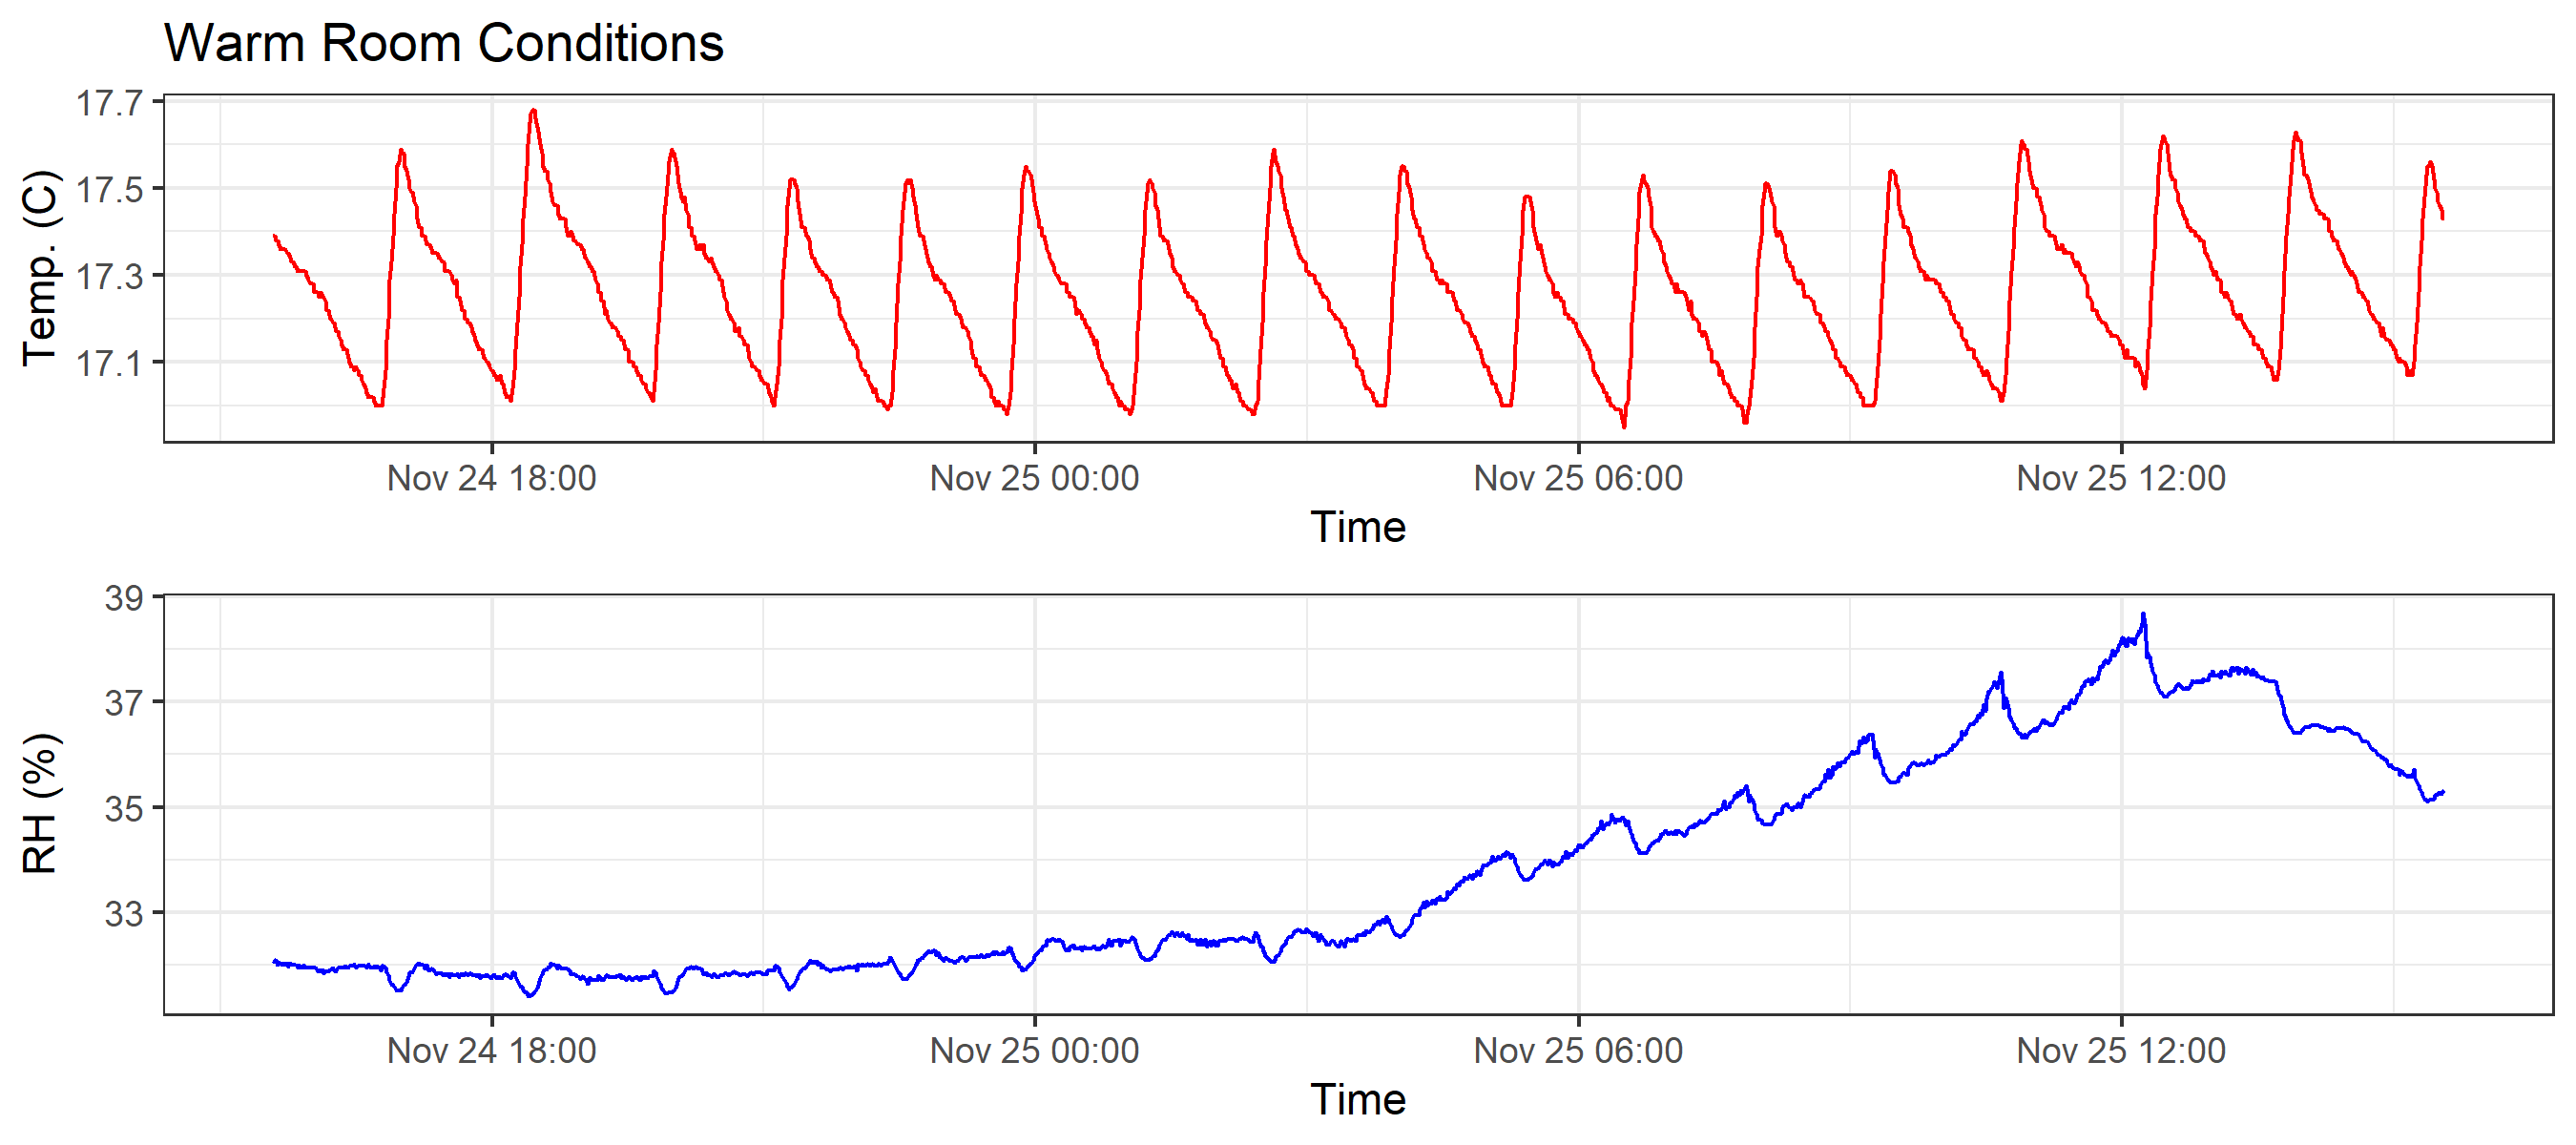 Warm Room Conditions
17.7
17.5
17.3
17.1
Temp. (C)
Nov 24 18:00 Nov 25 00:00 Nov 25 06:00 Nov 25 12:00
Time
39
37
35
33
RH (%)
Nov 24 18:00 Nov 25 00:00 Nov 25 06:00 Nov 25 12:00
Time